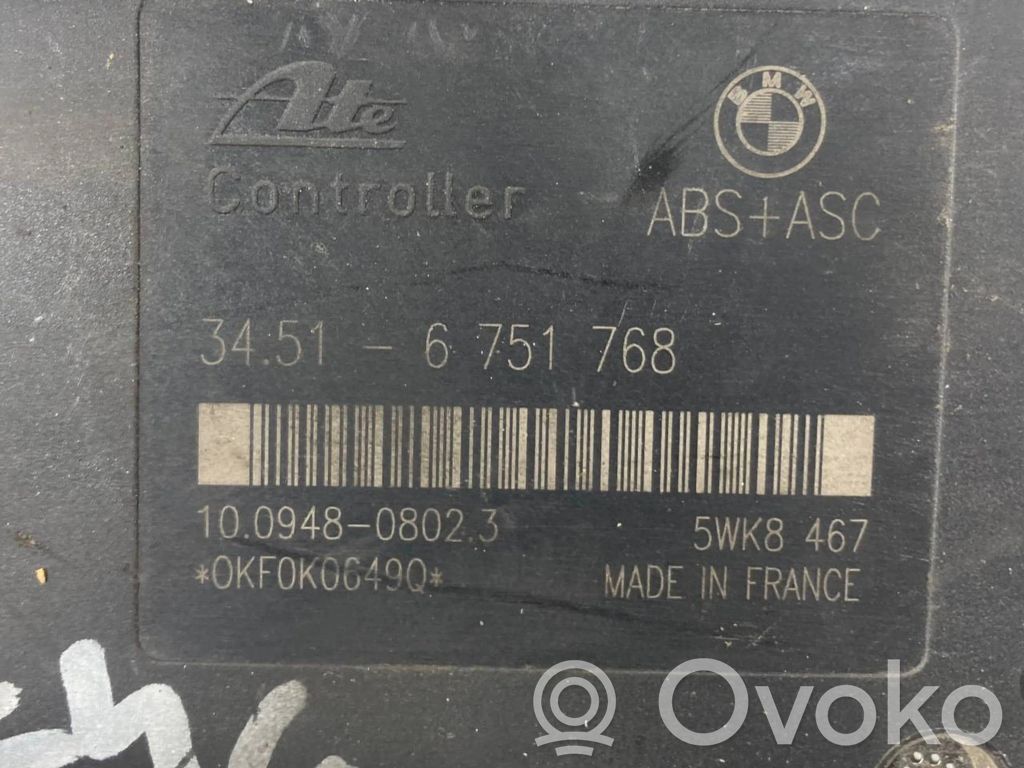 Ate
BMW
Controller
ABS+ASC
34.51 - 6 751 768
10.0948-0802.3
5WK8 467
*OKFOK0649Q*
MADE IN FRANCE
Ovoko